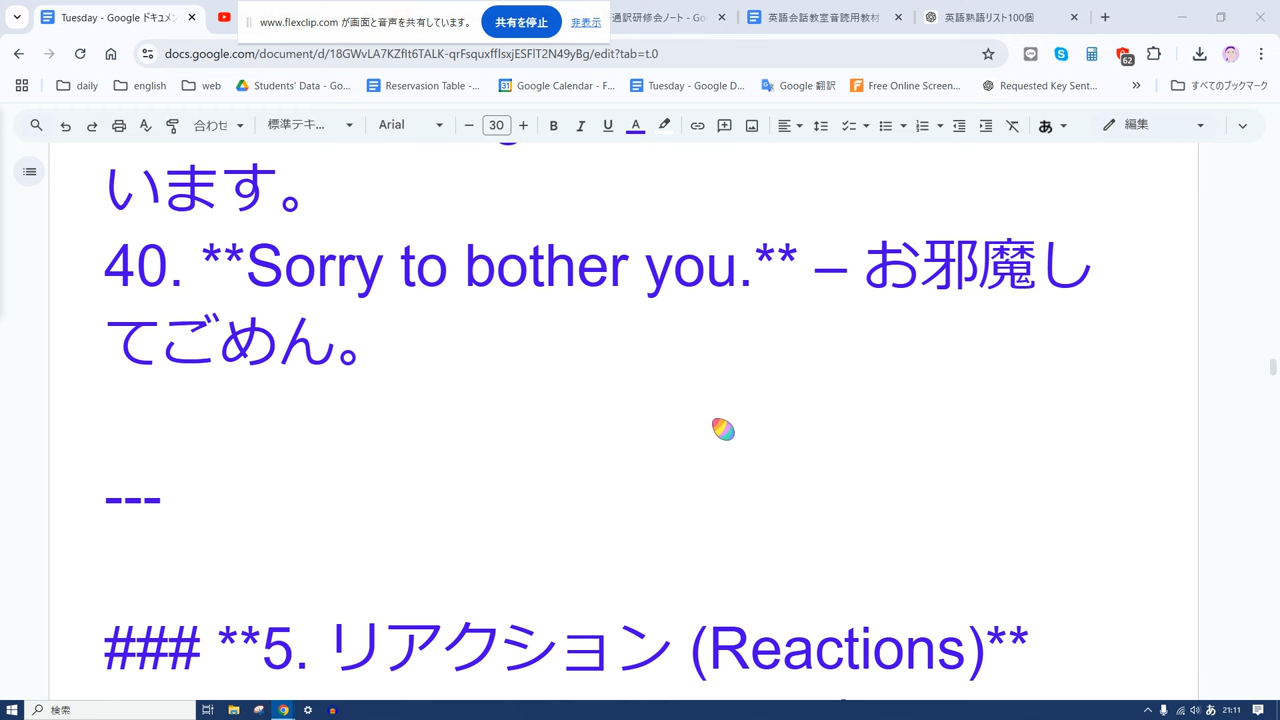 Tuesday - Google ドキュメン
www.flexclip.com が画面と音声を共有しています。
共有を停止
非表示
通訳研修会ノート - Go
英語会話教室音読用教材
英語熟語リスト100個
docs.google.com/document/d/18GWvLA7KZflt6TALK-qrFsquxfflsxjESFlT2N49yBg/edit?tab=t.0
62
daily
english
web
Students' Data - Go...
Reservasion Table -...
Google Calendar - F...
Tuesday - Google D...
Google 翻訳
Free Online Screen...
Requested Key Sent...
すべてのブックマーク
合わせ
標準テキ...
Arial
30
編集
います。
40. **Sorry to bother you.** – お邪魔し
てごめん。
---
### **5. リアクション (Reactions)**
検索
あ
21:11